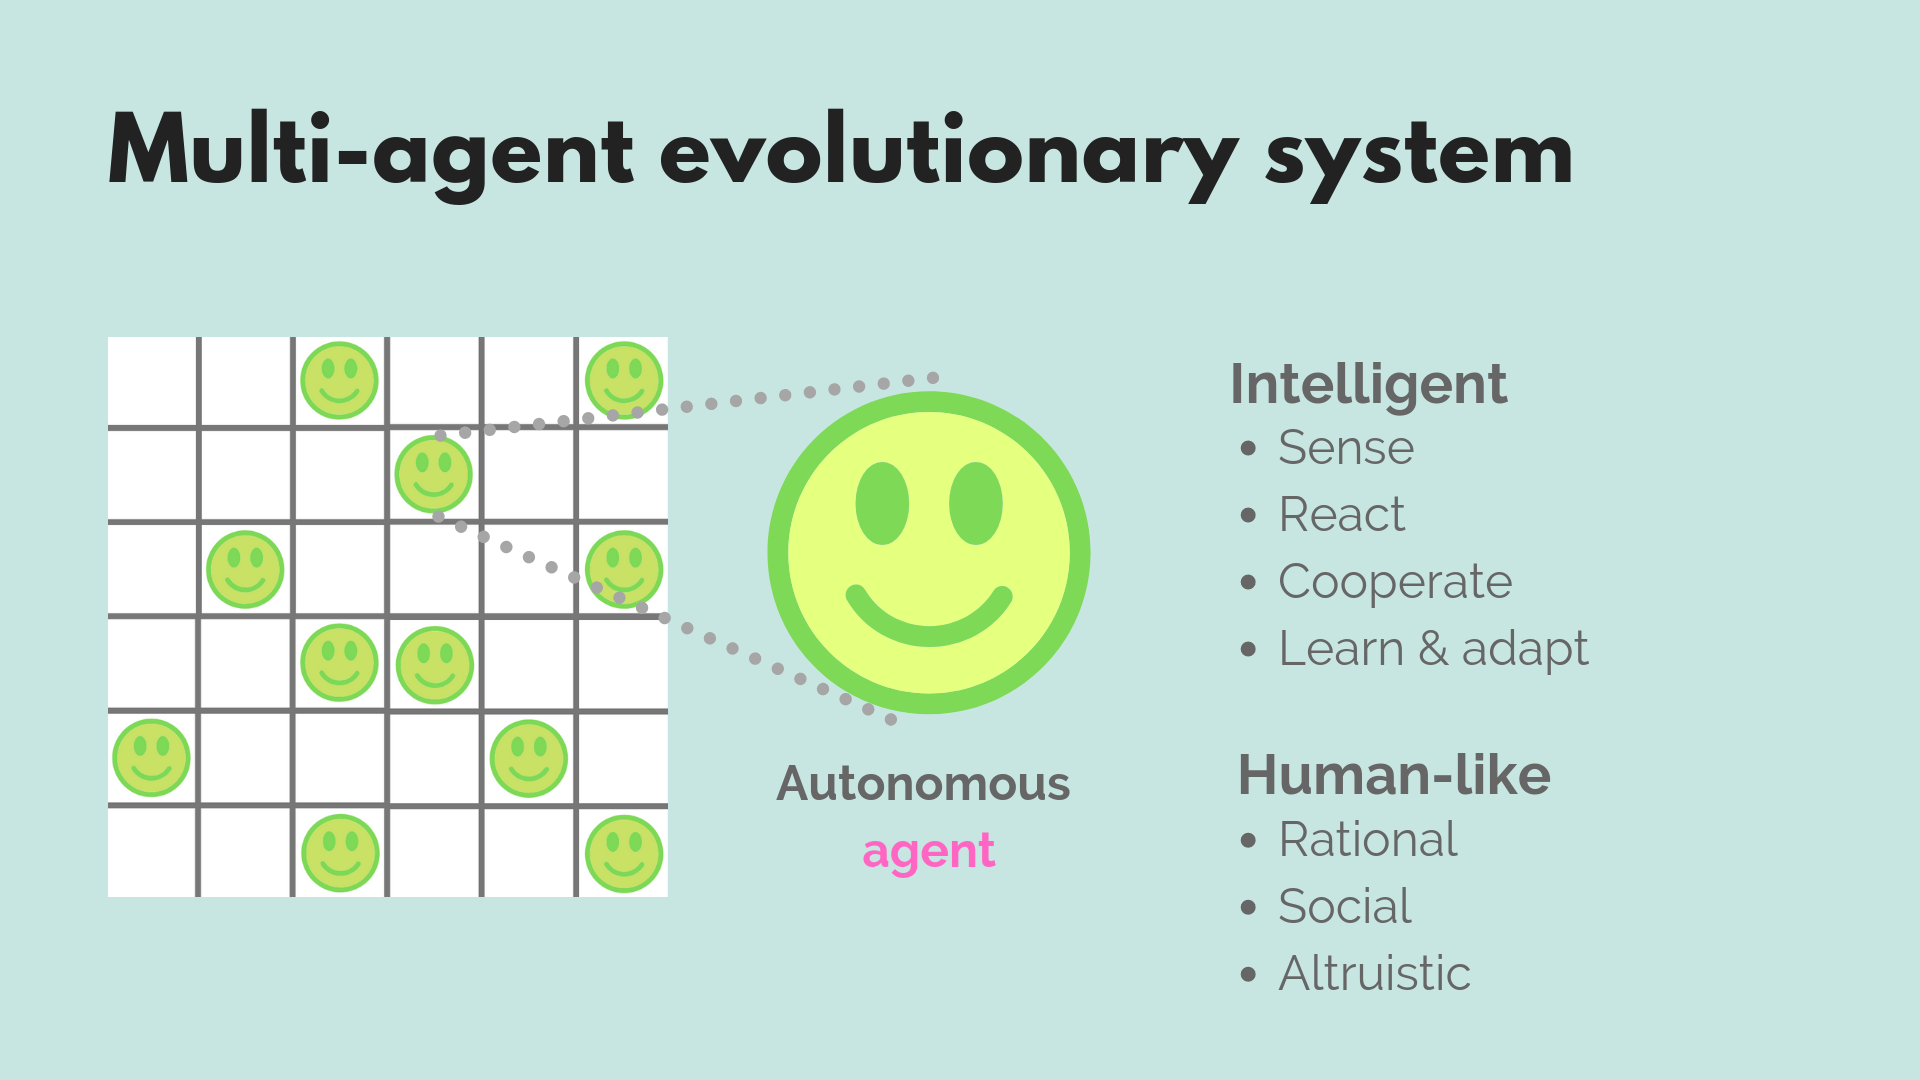 Multi-agent evolutionary system
Autonomous
agent
Intelligent
• Sense
• React
• Cooperate
• Learn & adapt
Human-like
• Rational
• Social
• Altruistic